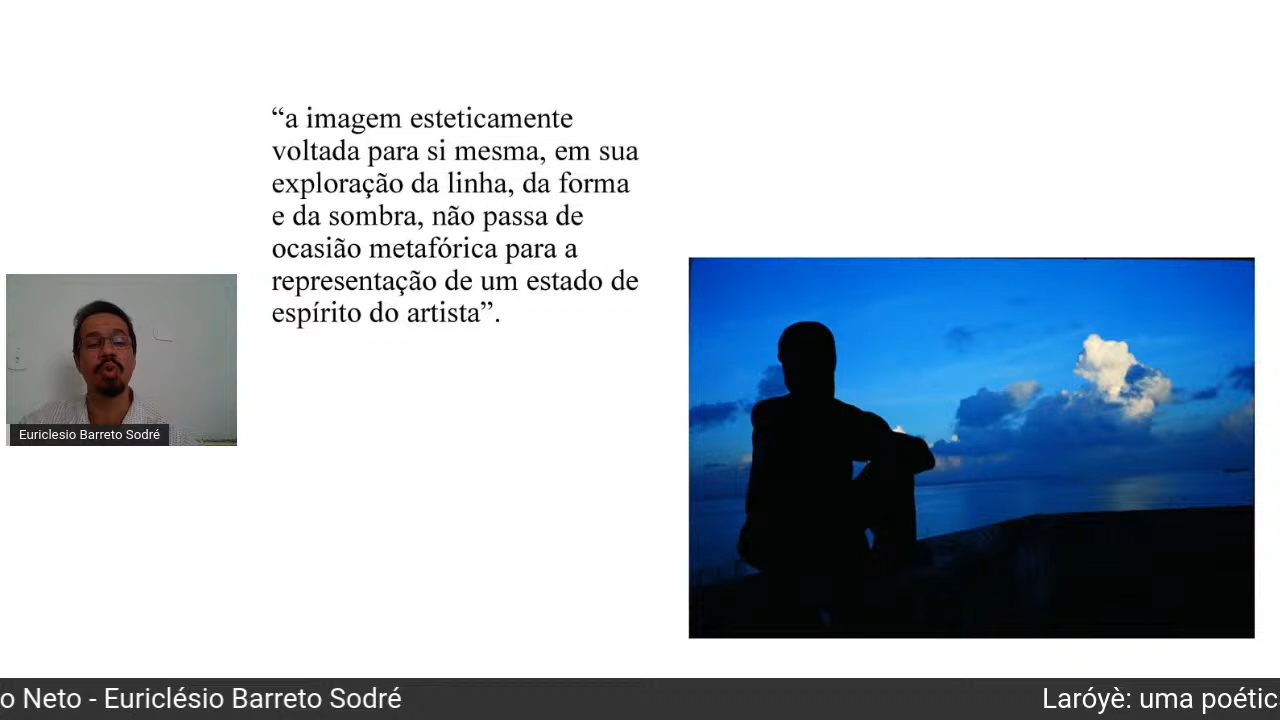 “a imagem esteticamente
voltada para si mesma, em sua
exploração da linha, da forma
e da sombra, não passa de
ocasião metafórica para a
representação de um estado de
espírito do artista”.
Euriclesio Barreto Sodré
o Neto - Euriclésio Barreto Sodré
Laróyè: uma poétic